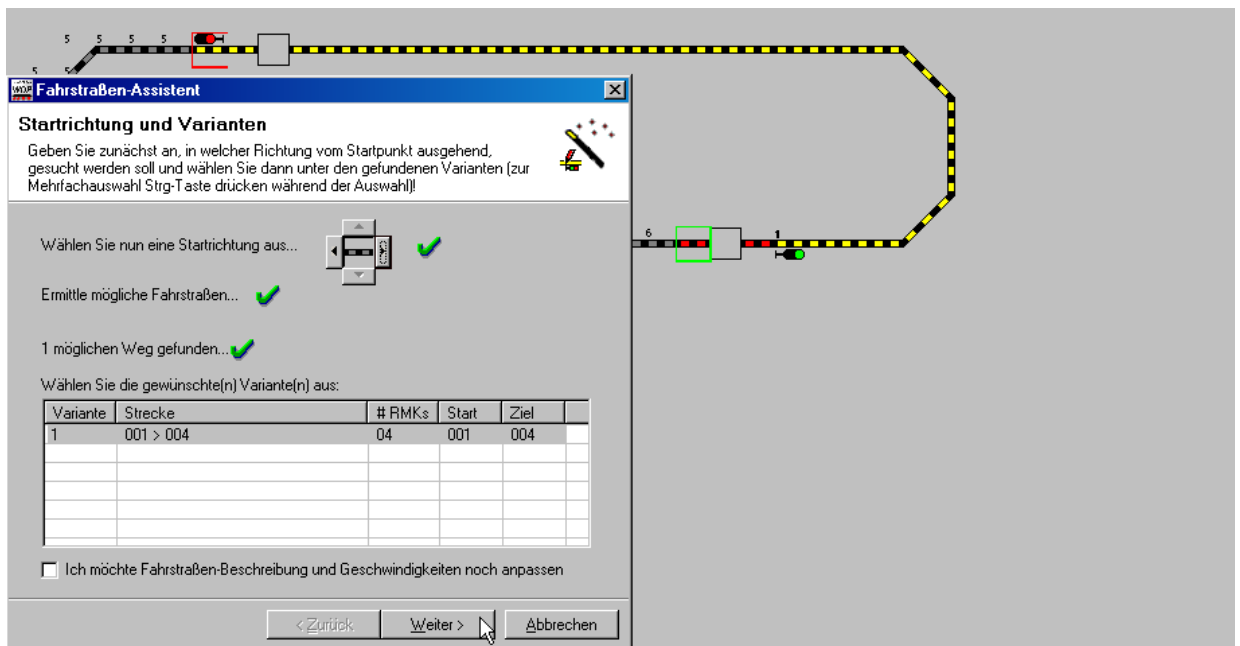 5 5 5 5
5 5
Fahrstraßen-Assistent
Startrichtung und Varianten
Geben Sie zunächst an, in welcher Richtung vom Startpunkt ausgehend,
gesucht werden soll und wählen Sie dann unter den gefundenen Varianten (zur
Mehrfachauswahl Strg-Taste drücken während der Auswahl)!
6 1
Wählen Sie nun eine Startrichtung aus...
Ermittle mögliche Fahrstraßen...
1 möglichen Weg gefunden...
Wählen Sie die gewünschte(n) Variante(n) aus:
Variante Strecke # RMKs Start Ziel
1 001 > 004 04 001 004
Ich möchte Fahrstraßen-Beschreibung und Geschwindigkeiten noch anpassen
< Zurück Weiter > Abbrechen